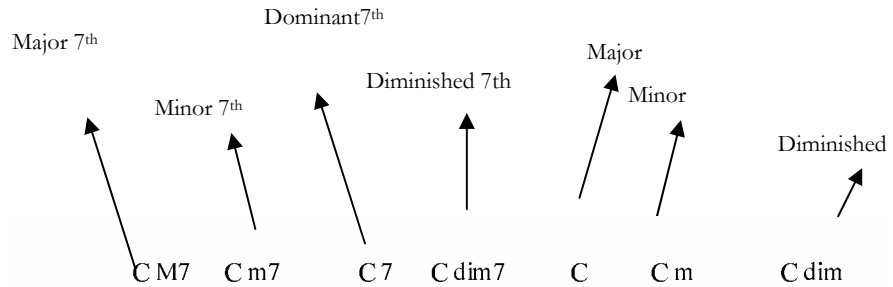 Dominant7th
Major 7th
Major
Diminished 7th
Minor 7th
Minor
Diminished
C M7 C m7 C 7 C dim7 C C m C dim